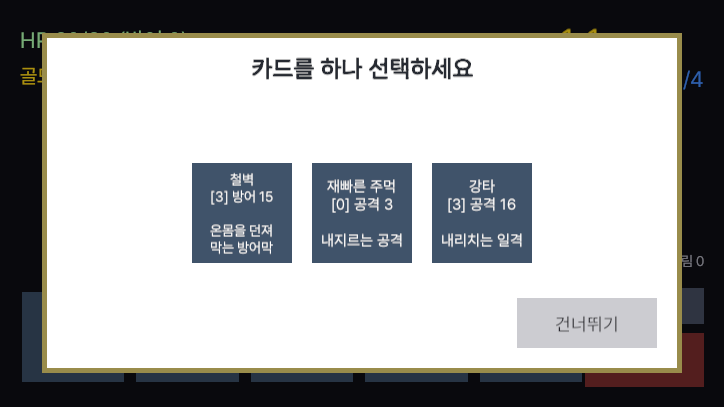 카드를 하나 선택하세요
철벽
[3] 방어 15
온몸을 던져
막는 방어막
재빠른 주먹
[0] 공격 3
내지르는 공격
강타
[3] 공격 16
내리치는 일격
건너뛰기
/4
림 0